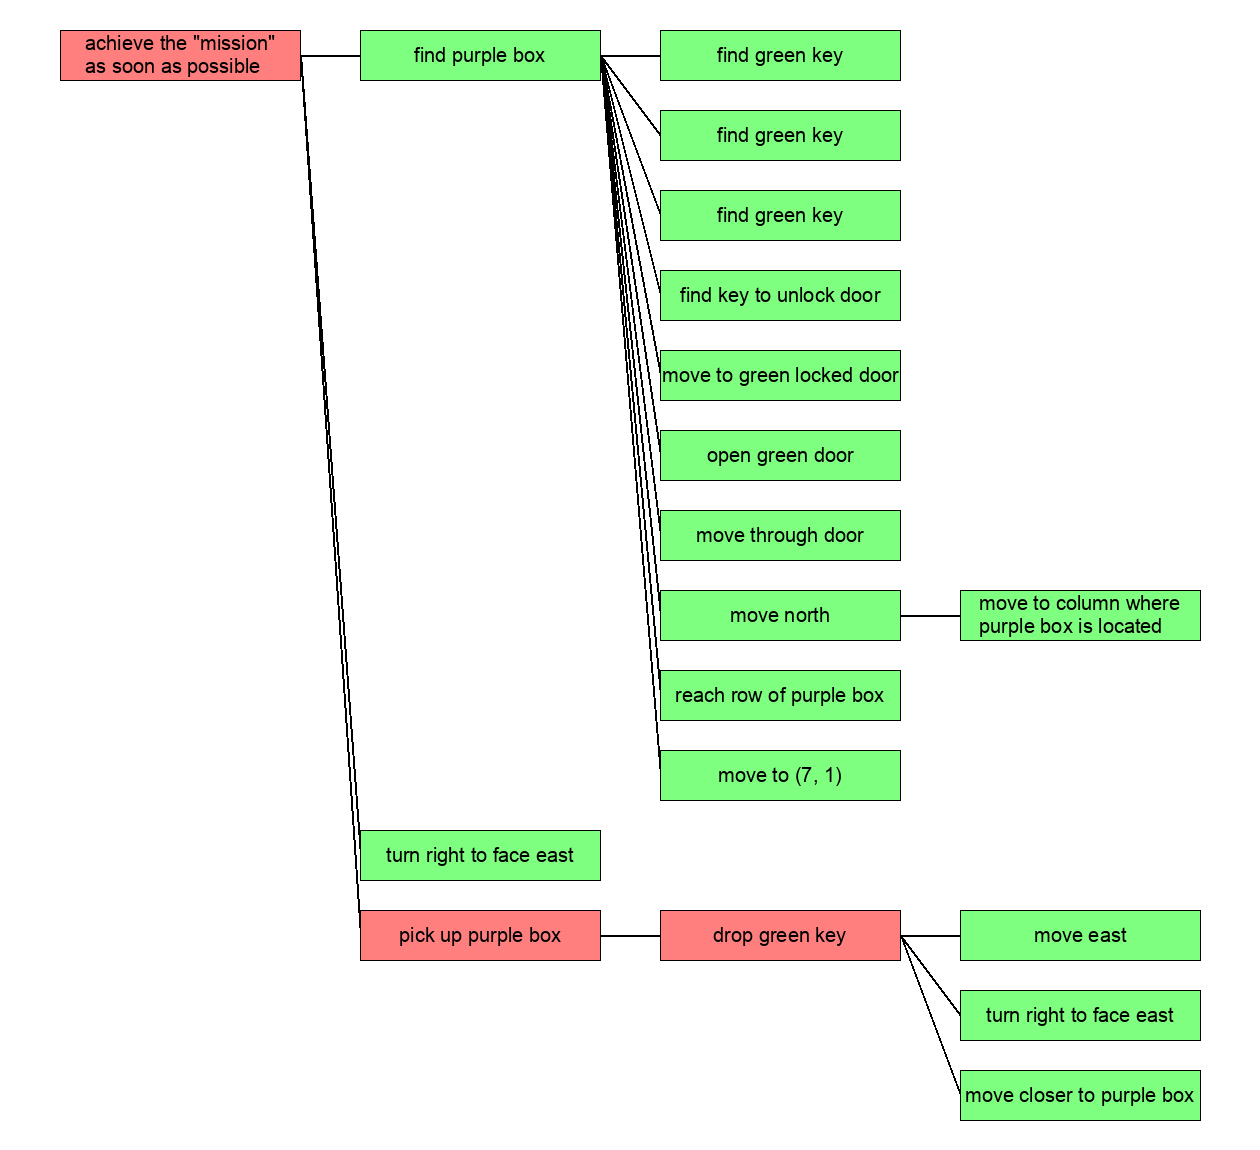 achieve the "mission"
as soon as possible
find purple box
find green key
find green key
find green key
find key to unlock door
move to green locked door
open green door
move through door
move north
move to column where
purple box is located
reach row of purple box
move to (7, 1)
turn right to face east
pick up purple box
drop green key
move east
turn right to face east
move closer to purple box